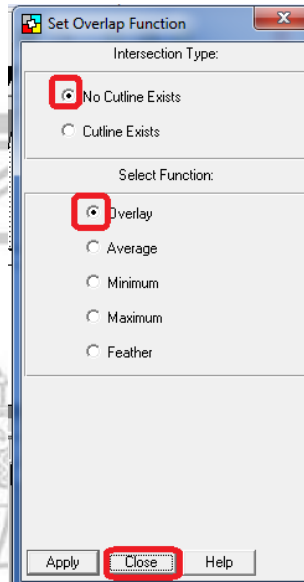 Set Overlap Function
Intersection Type:
No Cutline Exists
Cutline Exists
Select Function:
Overlay
Average
Minimum
Maximum
Feather
Apply Close Help